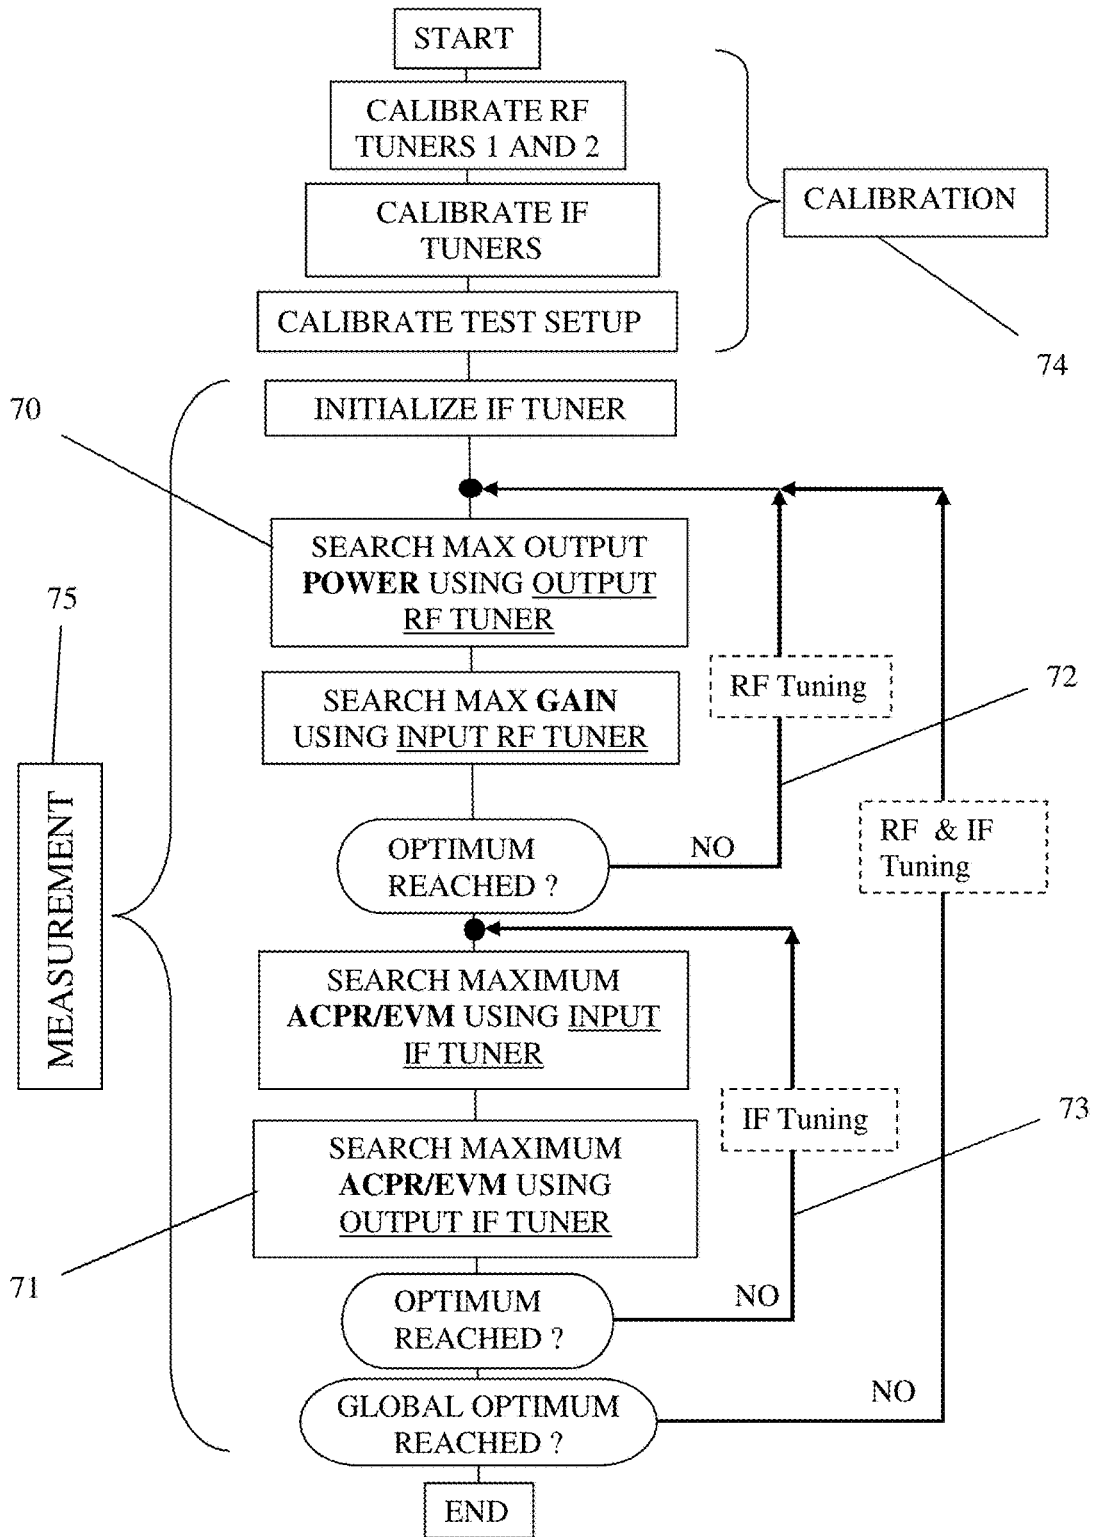 START
CALIBRATE RF
TUNERS 1 AND 2
CALIBRATE IF
TUNERS
CALIBRATION
CALIBRATE TEST SETUP
74
70
INITIALIZE IF TUNER
SEARCH MAX OUTPUT
POWER USING OUTPUT
RF TUNER
75
RF Tuning
72
SEARCH MAX GAIN
USING INPUT RF TUNER
MEASUREMENT
RF & IF
Tuning
OPTIMUM
REACHED ?
NO
SEARCH MAXIMUM
ACPR/EVM USING INPUT
IF TUNER
IF Tuning
73
SEARCH MAXIMUM
ACPR/EVM USING
OUTPUT IF TUNER
71
OPTIMUM
REACHED ?
NO
GLOBAL OPTIMUM
REACHED ?
NO
END